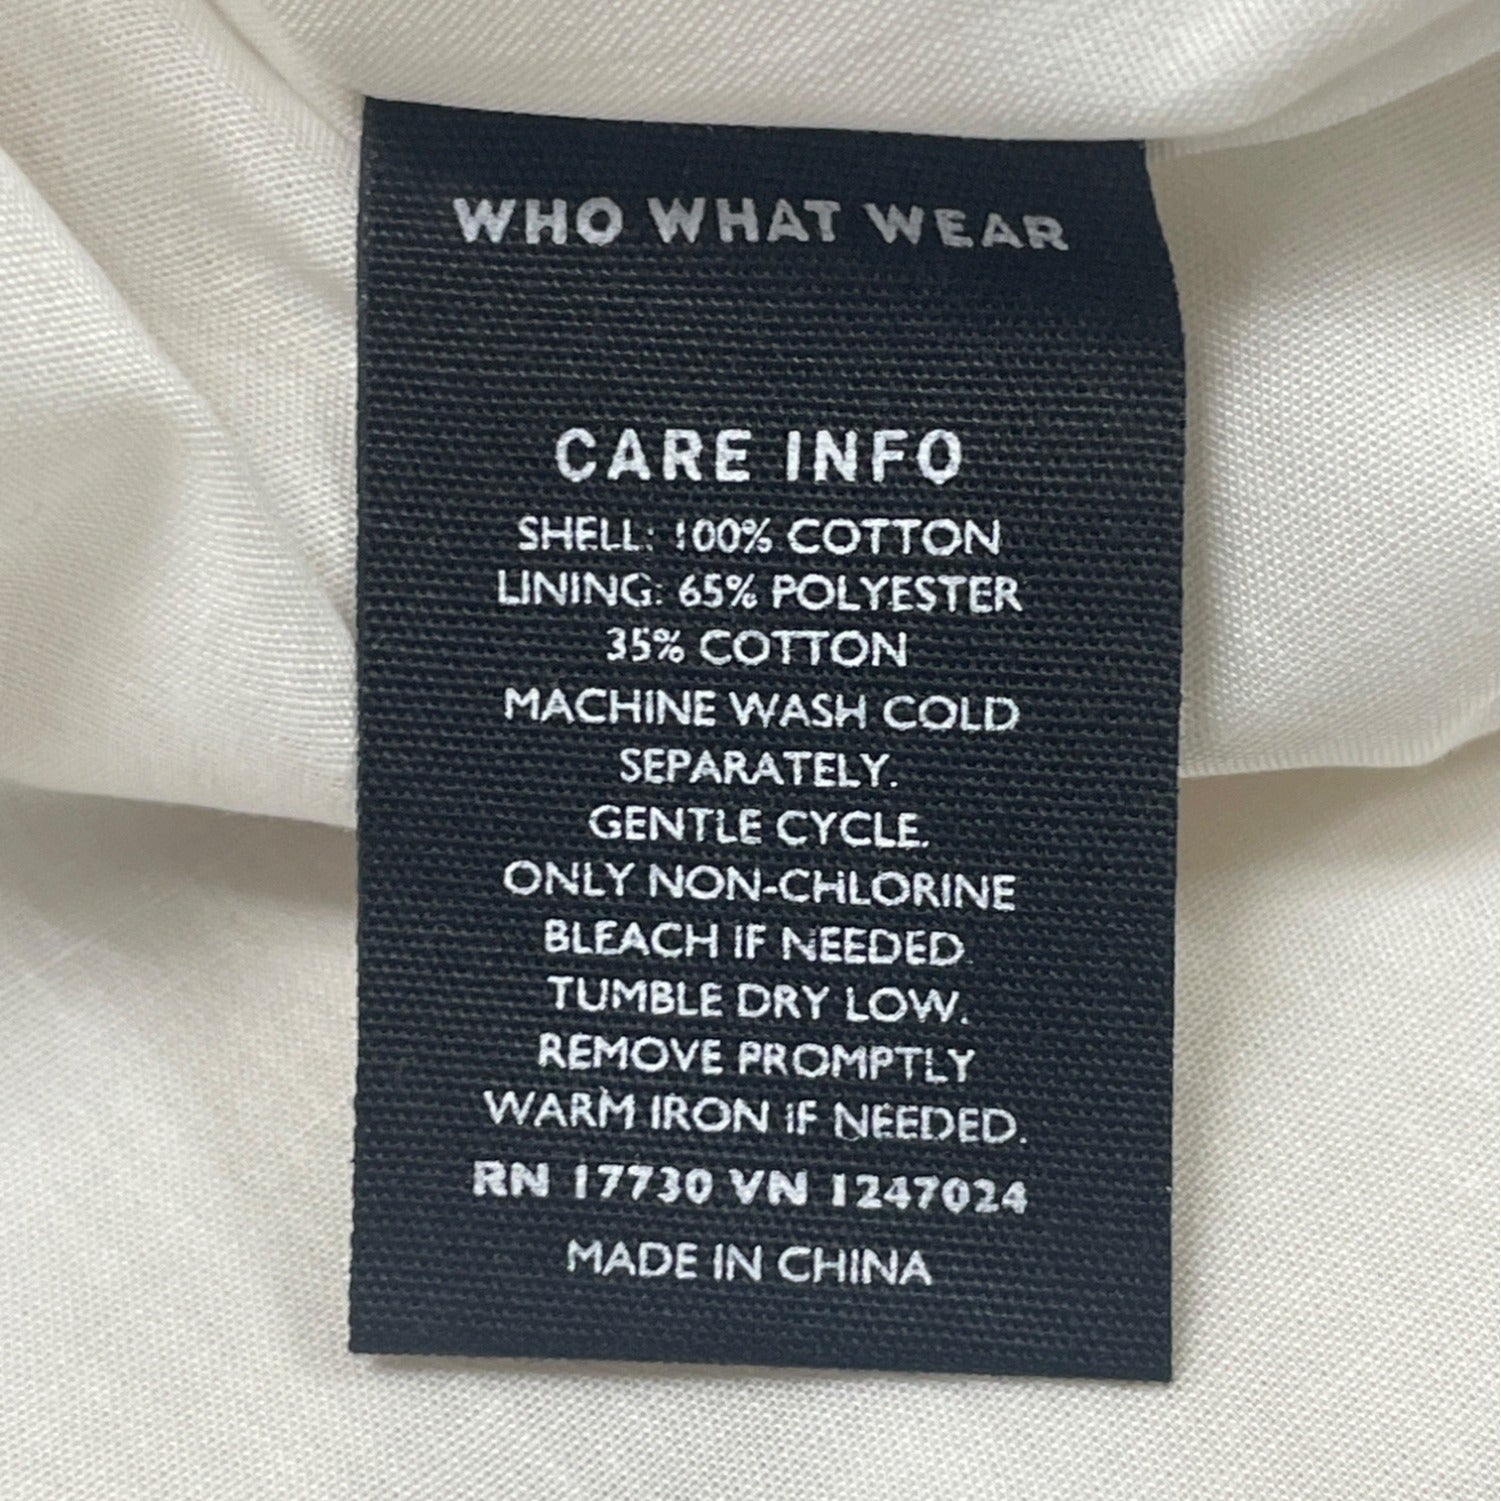 WHO WHAT WEAR
CARE INFO
SHELL: 100% COTTON
LINING: 65% POLYESTER
35% COTTON
MACHINE WASH COLD
SEPARATELY.
GENTLE CYCLE.
ONLY NON-CHLORINE
BLEACH IF NEEDED.
TUMBLE DRY LOW.
REMOVE PROMPTLY
WARM IRON IF NEEDED.
RN 17730 VN 1247024
MADE IN CHINA